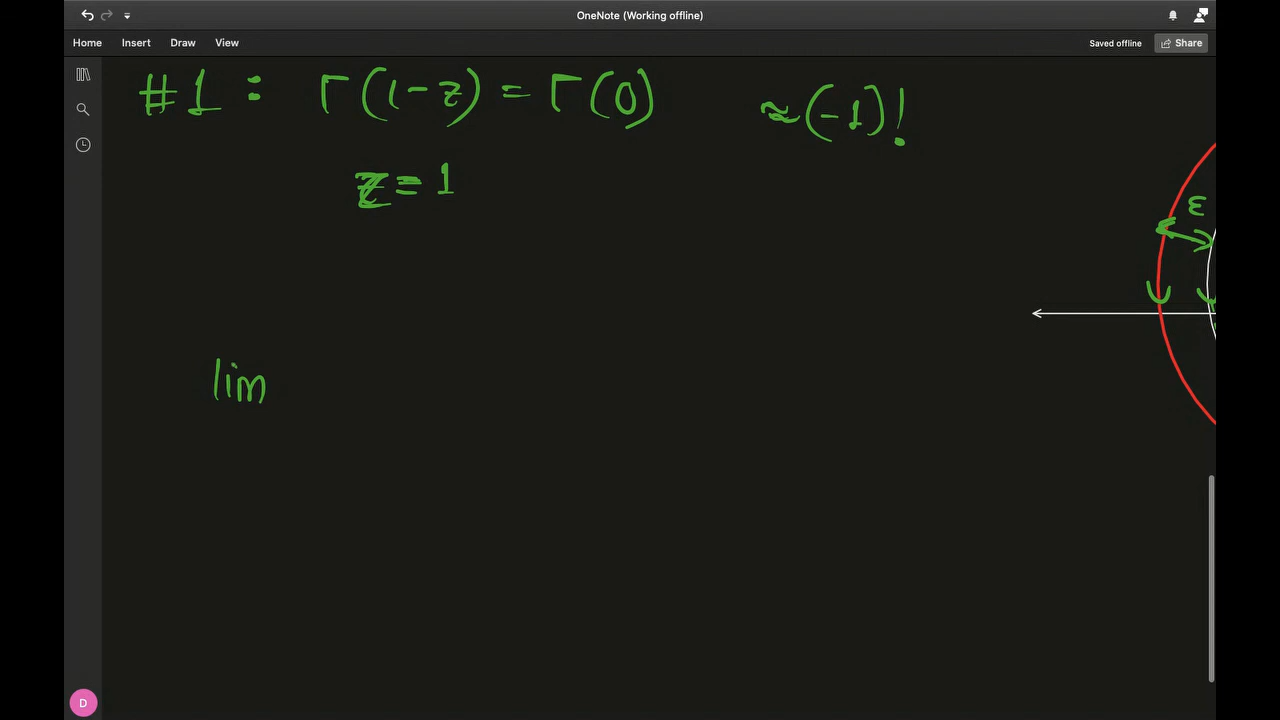 OneNote (Working offline)
Home Insert Draw View
Saved offline Share
#1 : Γ(1-z) = Γ(0) ≈(-1)!
z = 1
ε
lim
D